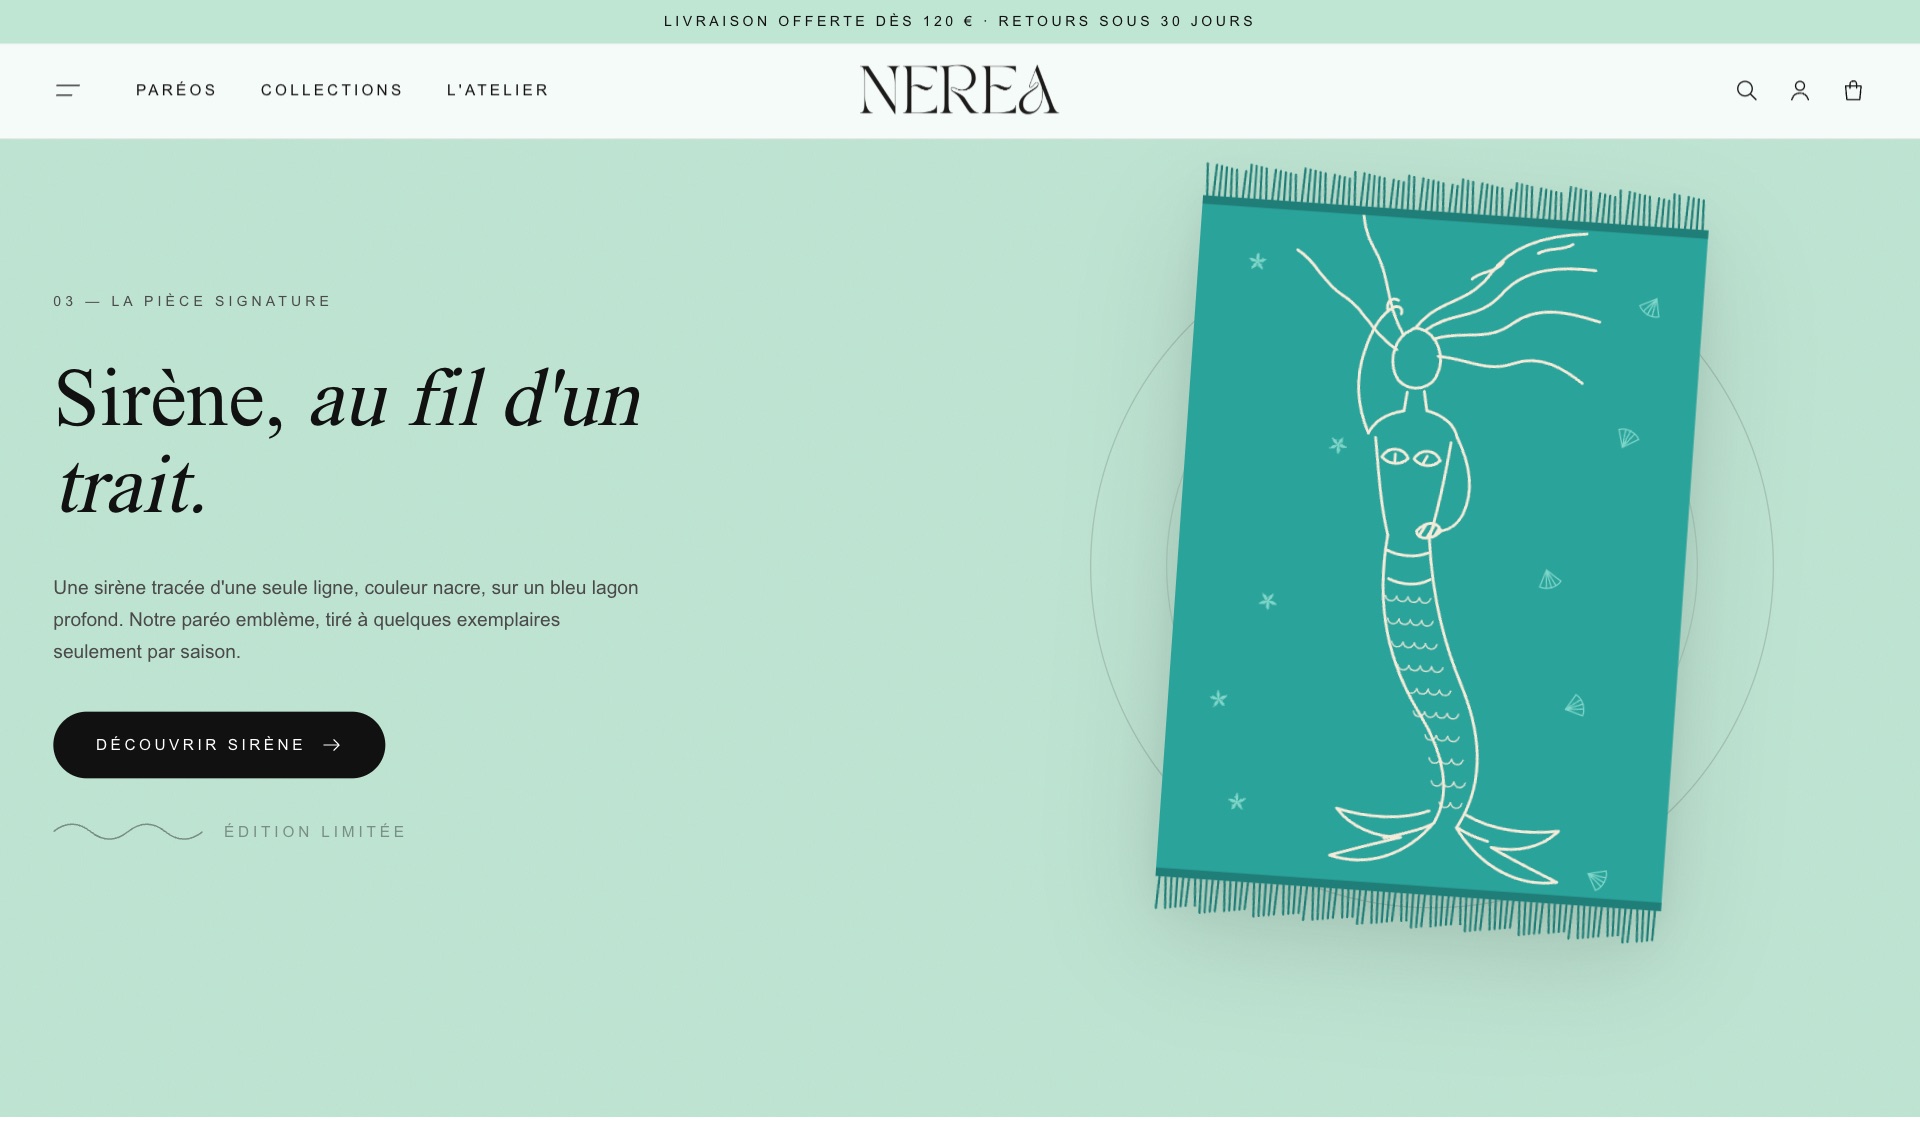 LIVRAISON OFFERTE DÈS 120 € · RETOURS SOUS 30 JOURS
PARÉOS COLLECTIONS L'ATELIER
NEREA
03 — LA PIÈCE SIGNATURE
Sirène, au fil d'un
trait.
Une sirène tracée d'une seule ligne, couleur nacre, sur un bleu lagon
profond. Notre paréo emblème, tiré à quelques exemplaires
seulement par saison.
DÉCOUVRIR SIRÈNE →
ÉDITION LIMITÉE